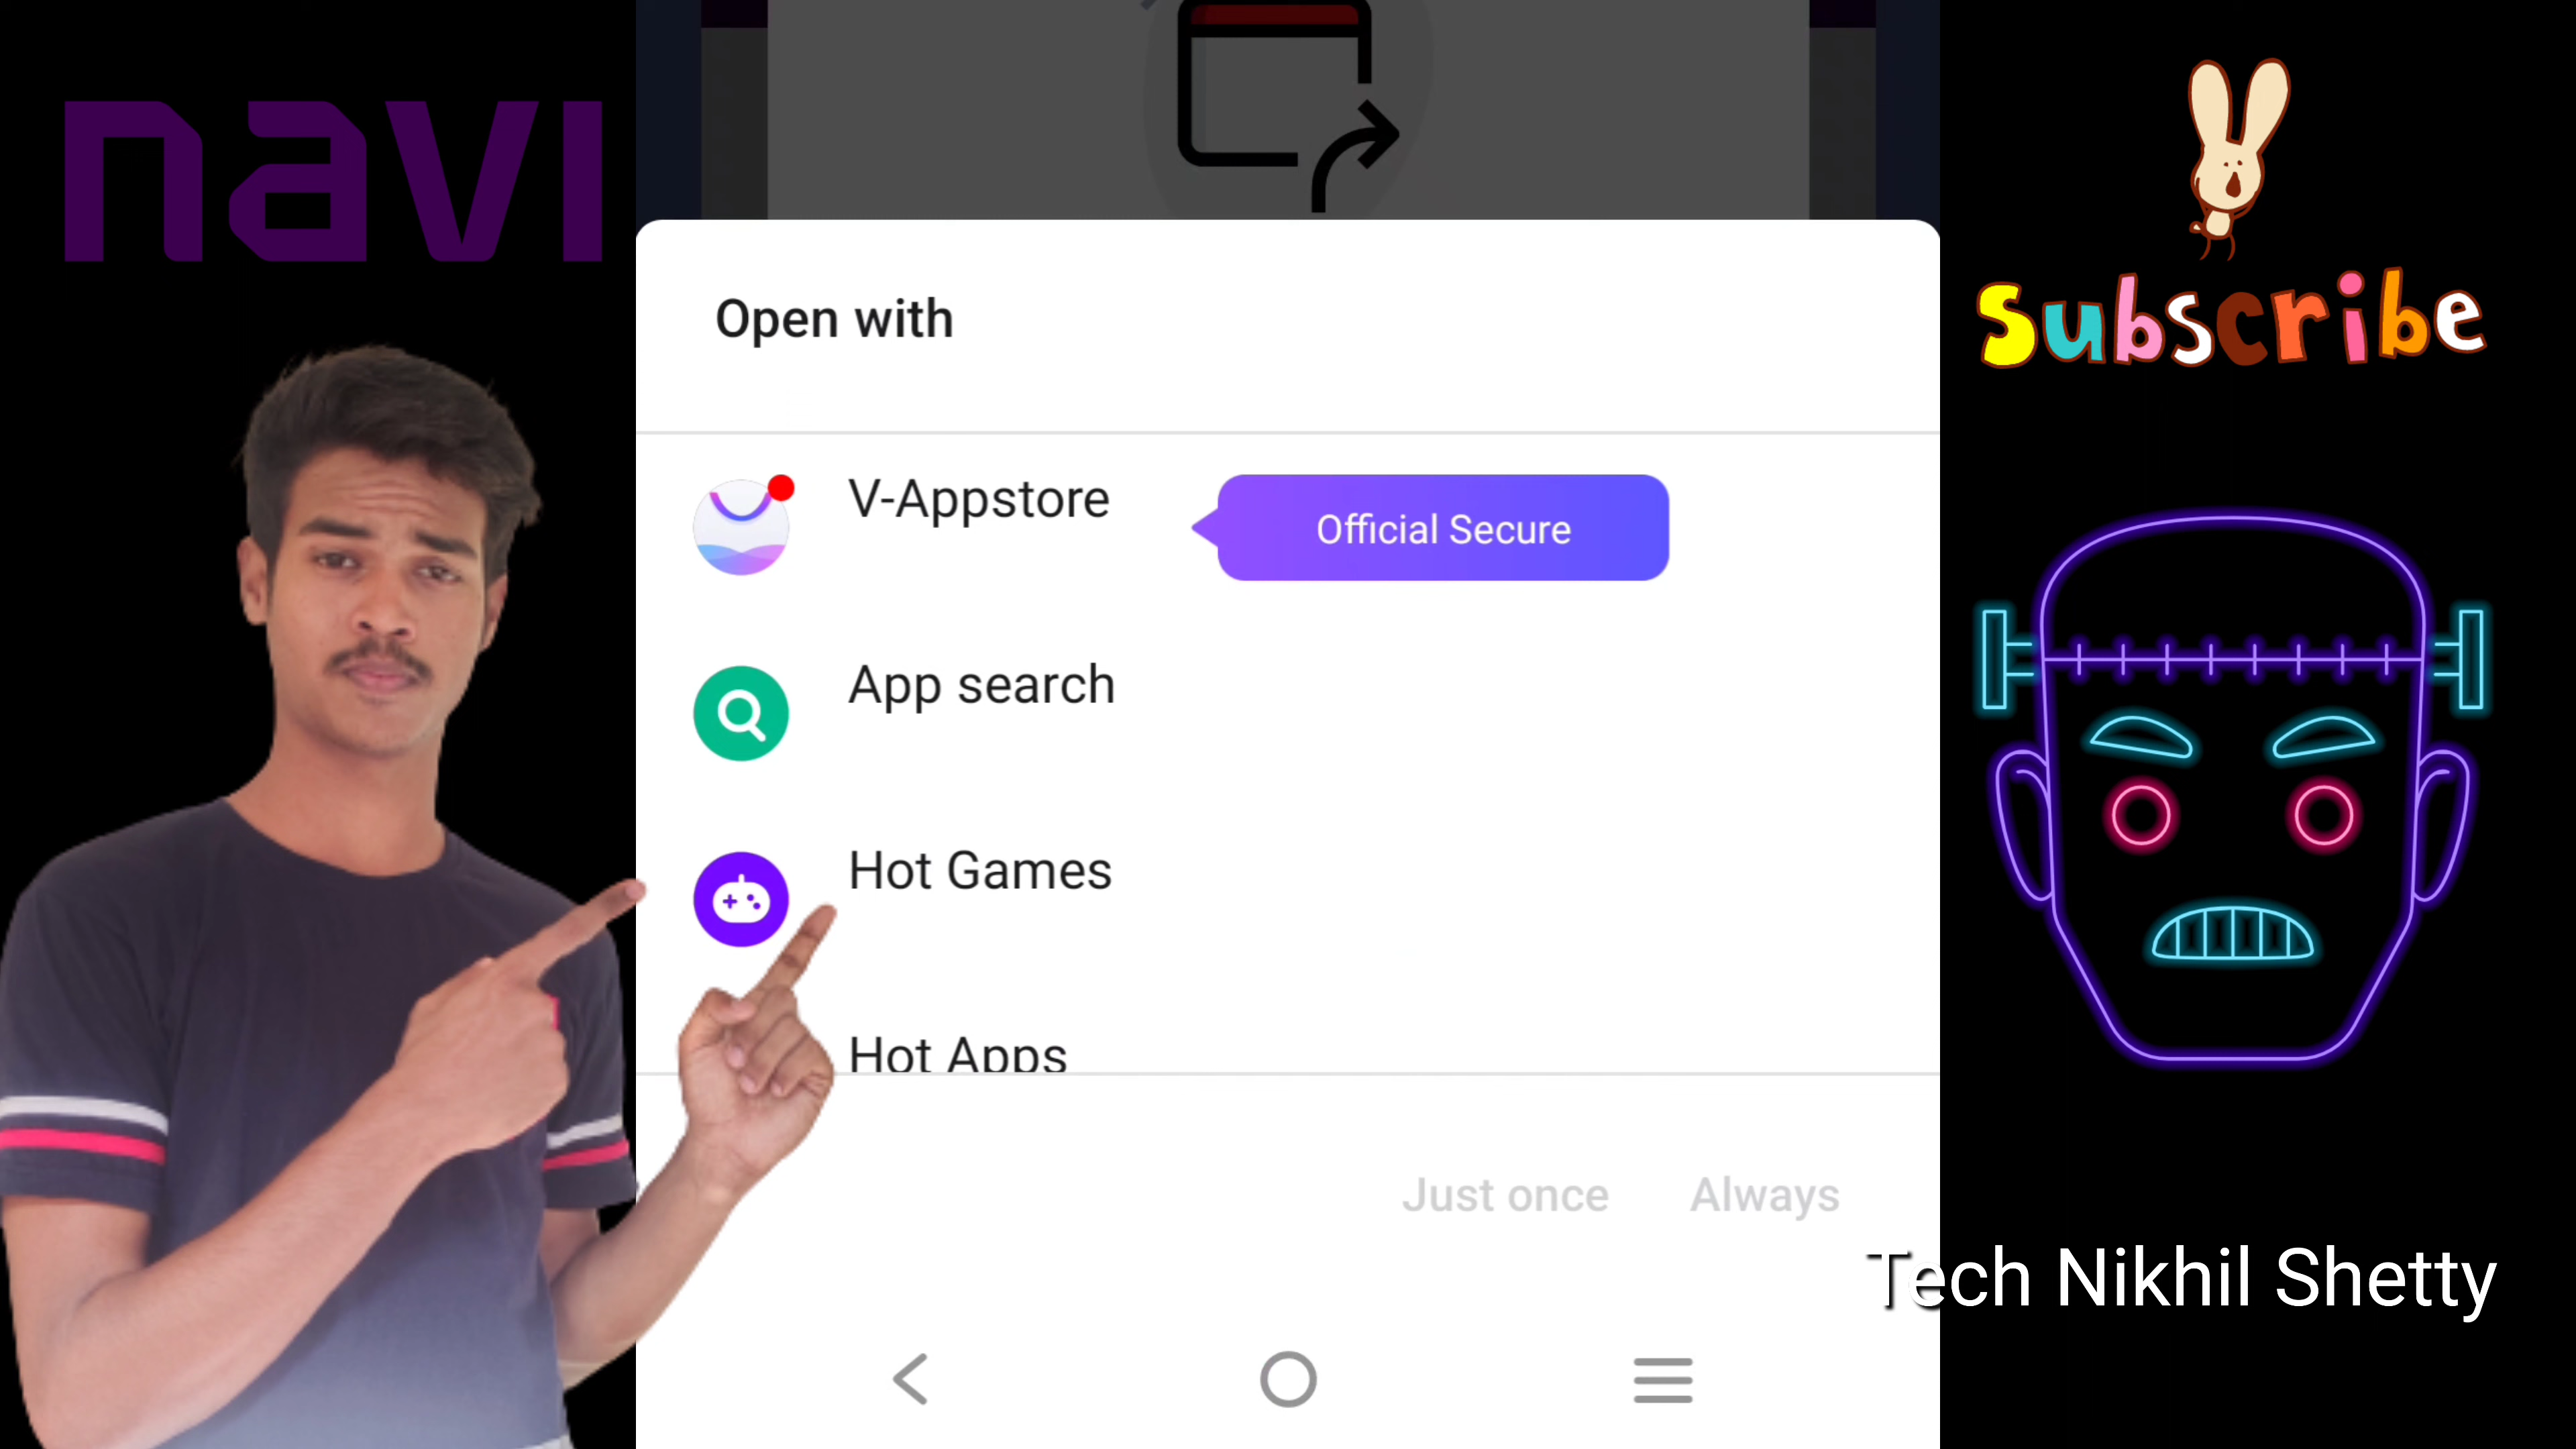 navi
Subscribe
Open with
V-Appstore
Official Secure
App search
Hot Games
Hot Apps
Just once
Always
Tech Nikhil Shetty